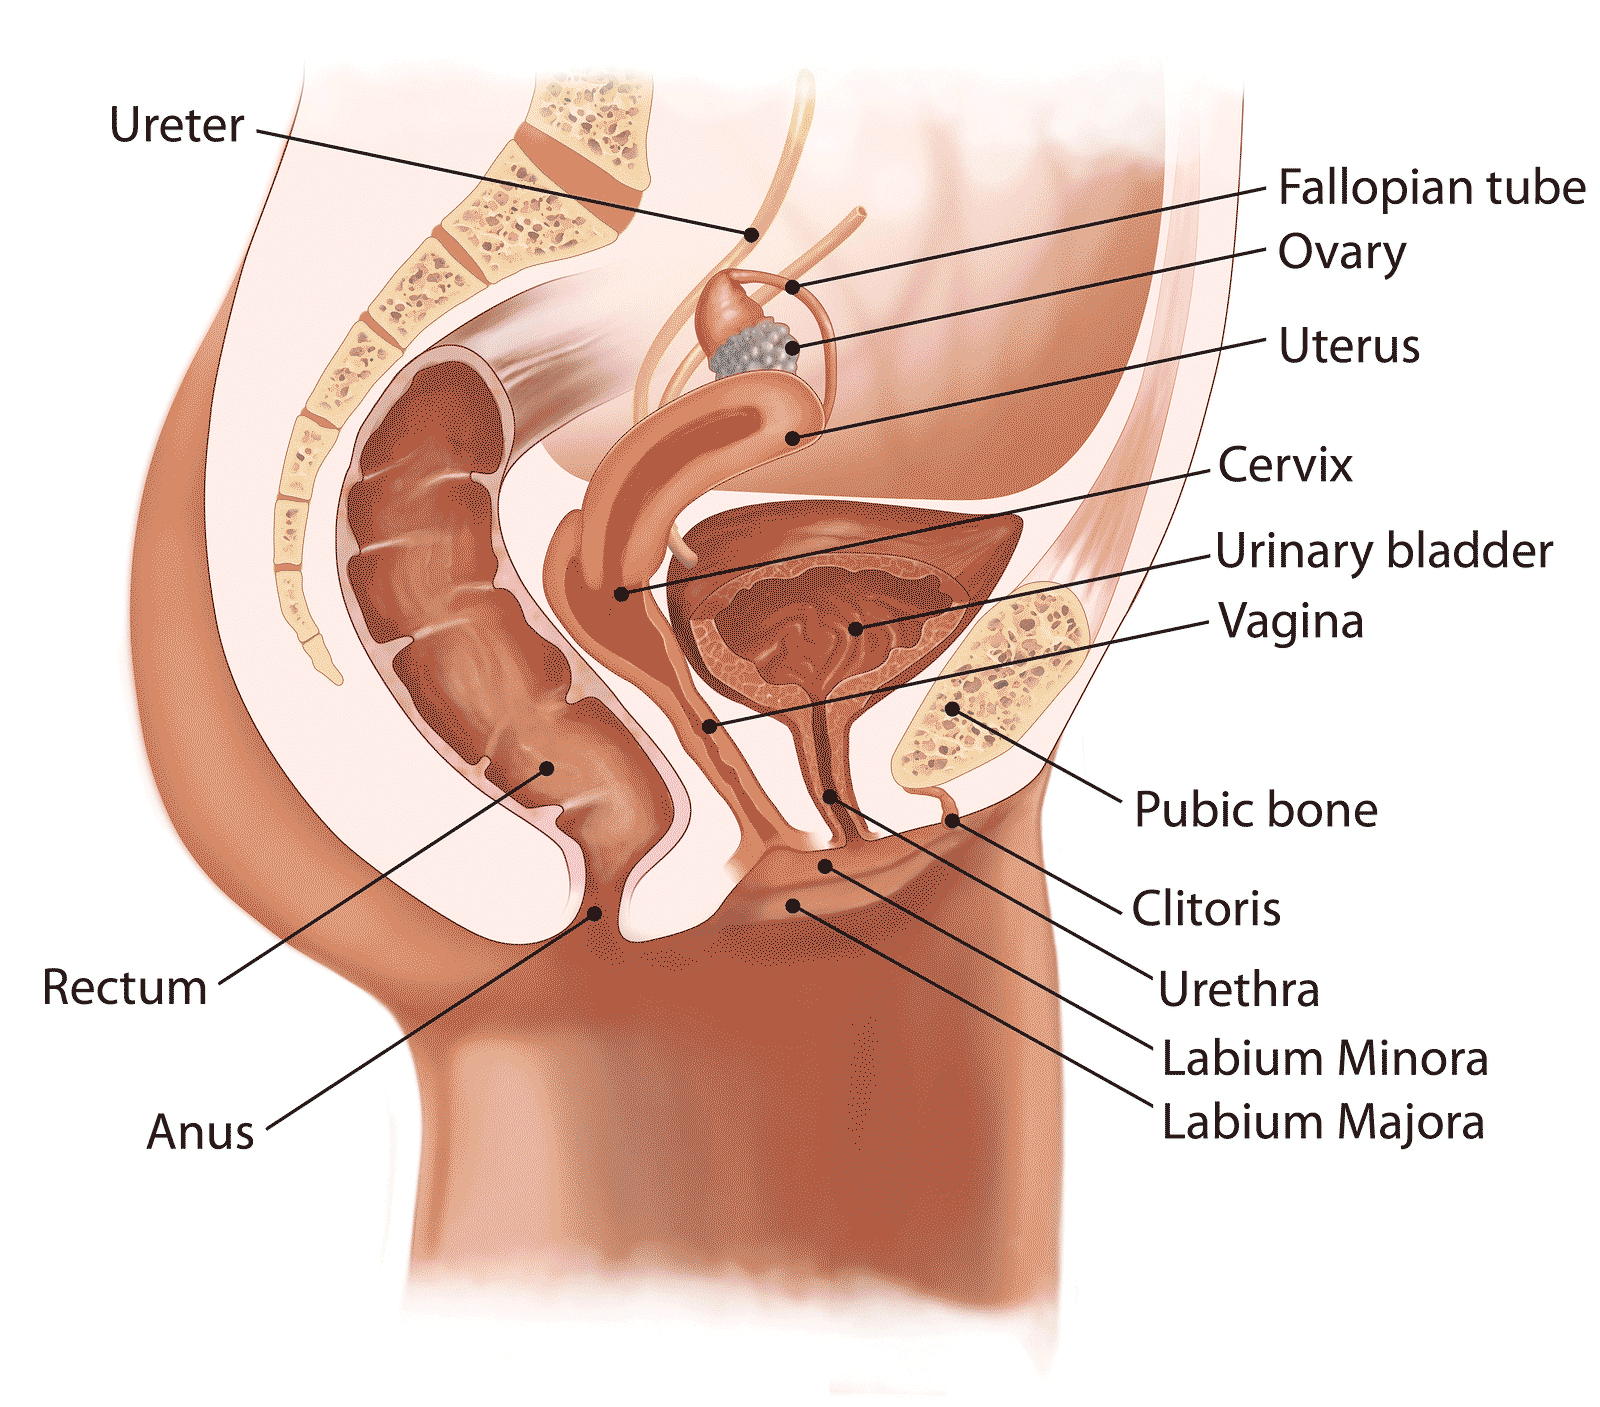 Ureter
Fallopian tube
Ovary
Uterus
Cervix
Urinary bladder
Vagina
Pubic bone
Clitoris
Rectum
Urethra
Labium Minora
Labium Majora
Anus